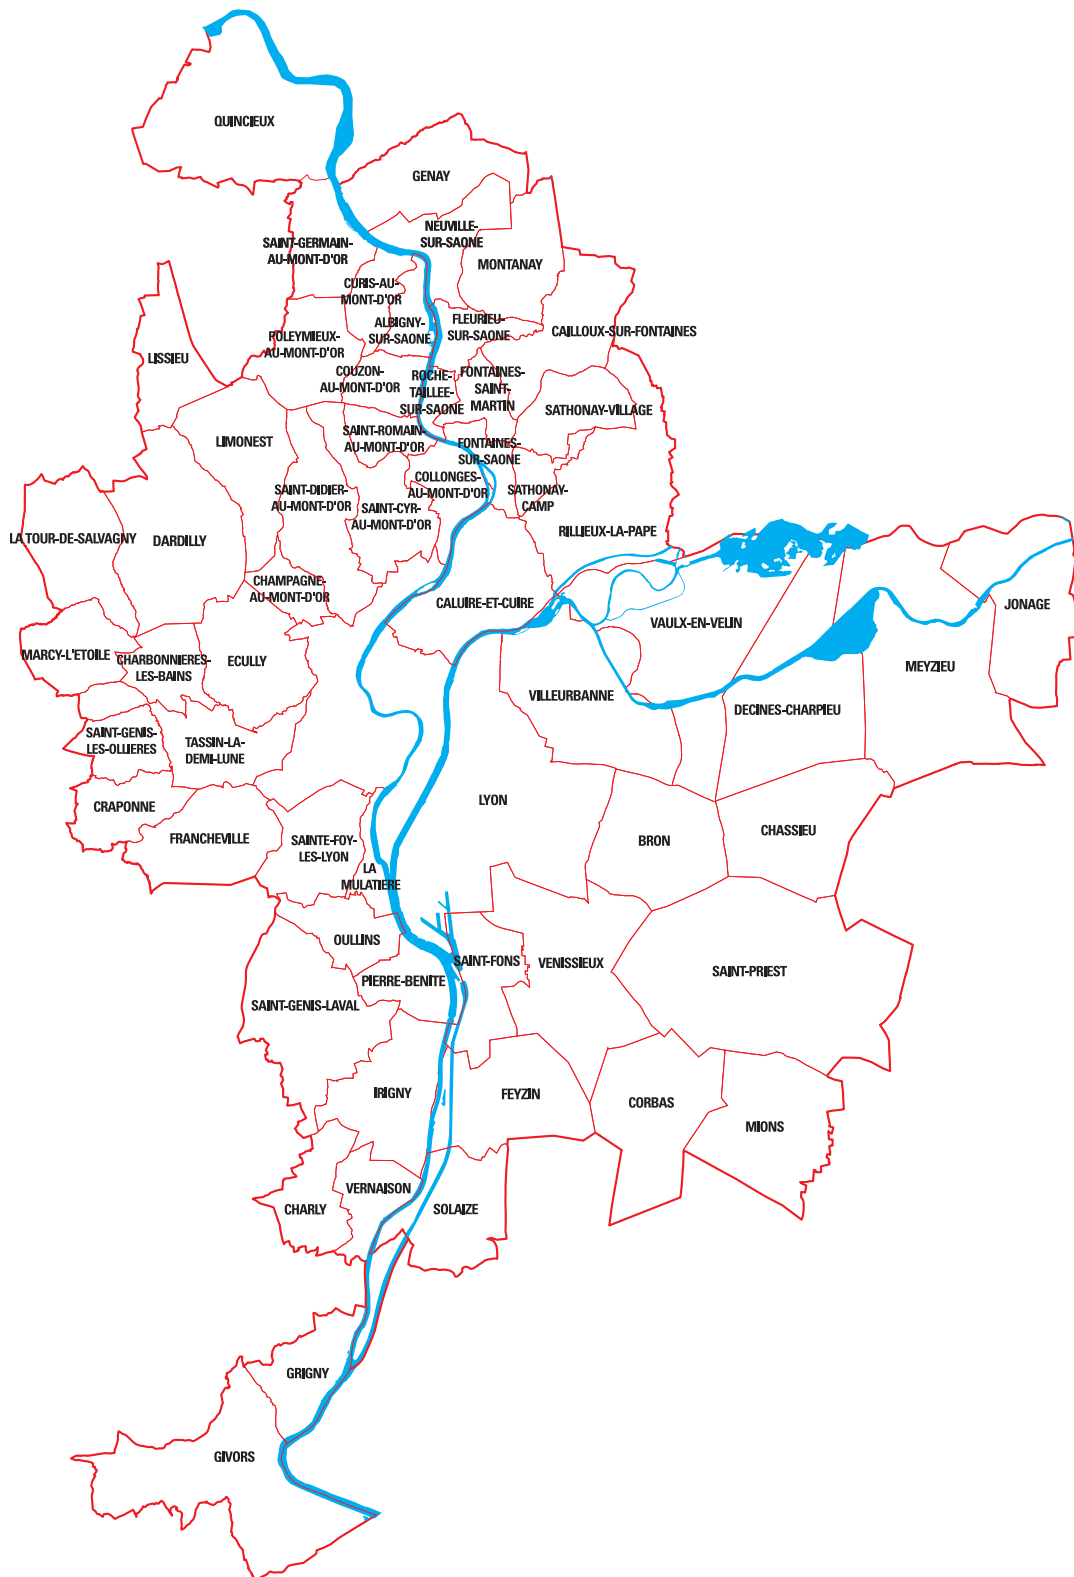 QUINCIEUX
GENAY
NEUVILLE-
SUR-SAONE
SAINT-GERMAIN-
AU-MONT-D'OR
MONTANAY
CURIS-AU-
MONT-D'OR
ALBIGNY-
SUR-SAONE
FLEURIEU-
SUR-SAONE
CAILLOUX-SUR-FONTAINES
POLEYMIEUX-
AU-MONT-D'OR
LISSIEU
COUZON-
AU-MONT-D'OR
ROCHE-
TAILLEE-
SUR-SAONE
FONTAINES-
SAINT-
MARTIN
SATHONAY-VILLAGE
LIMONEST
SAINT-ROMAIN-
AU-MONT-D'OR
FONTAINES-
SUR-SAONE
COLLONGES-
AU-MONT-D'OR
SATHONAY-
CAMP
SAINT-DIDIER-
AU-MONT-D'OR
SAINT-CYR-
AU-MONT-D'OR
RILLIEUX-LA-PAPE
LA TOUR-DE-SALVAGNY
DARDILLY
CHAMPAGNE-
AU-MONT-D'OR
CALUIRE-ET-CUIRE
JONAGE
VAULX-EN-VELIN
MARCY-L'ETOILE
CHARBONNIERES-
LES-BAINS
ECULLY
MEYZIEU
VILLEURBANNE
DECINES-CHARPIEU
SAINT-GENIS-
LES-OLLIERES
TASSIN-LA-
DEMI-LUNE
LYON
CRAPONNE
FRANCHEVILLE
SAINTE-FOY-
LES-LYON
BRON
CHASSIEU
LA
MULATIERE
OULLINS
SAINT-FONS
VENISSIEUX
SAINT-PRIEST
PIERRE-BENITE
SAINT-GENIS-LAVAL
IRIGNY
FEYZIN
CORBAS
MIONS
VERNAISON
CHARLY
SOLAIZE
GRIGNY
GIVORS